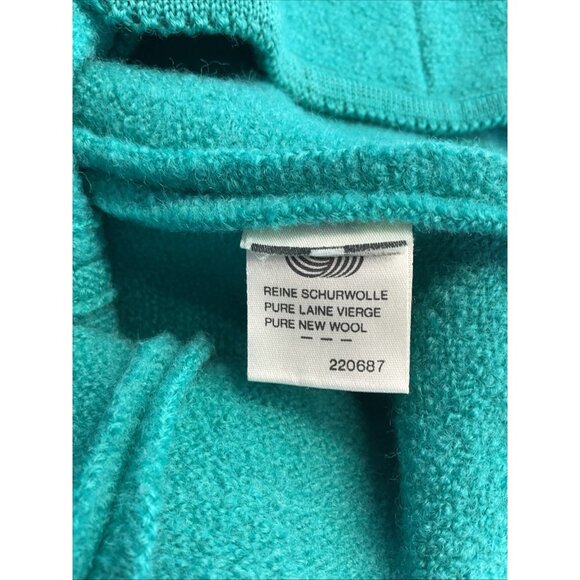 REINE SCHURWOLLE
PURE LAINE VIERGE
PURE NEW WOOL
– – –
220687